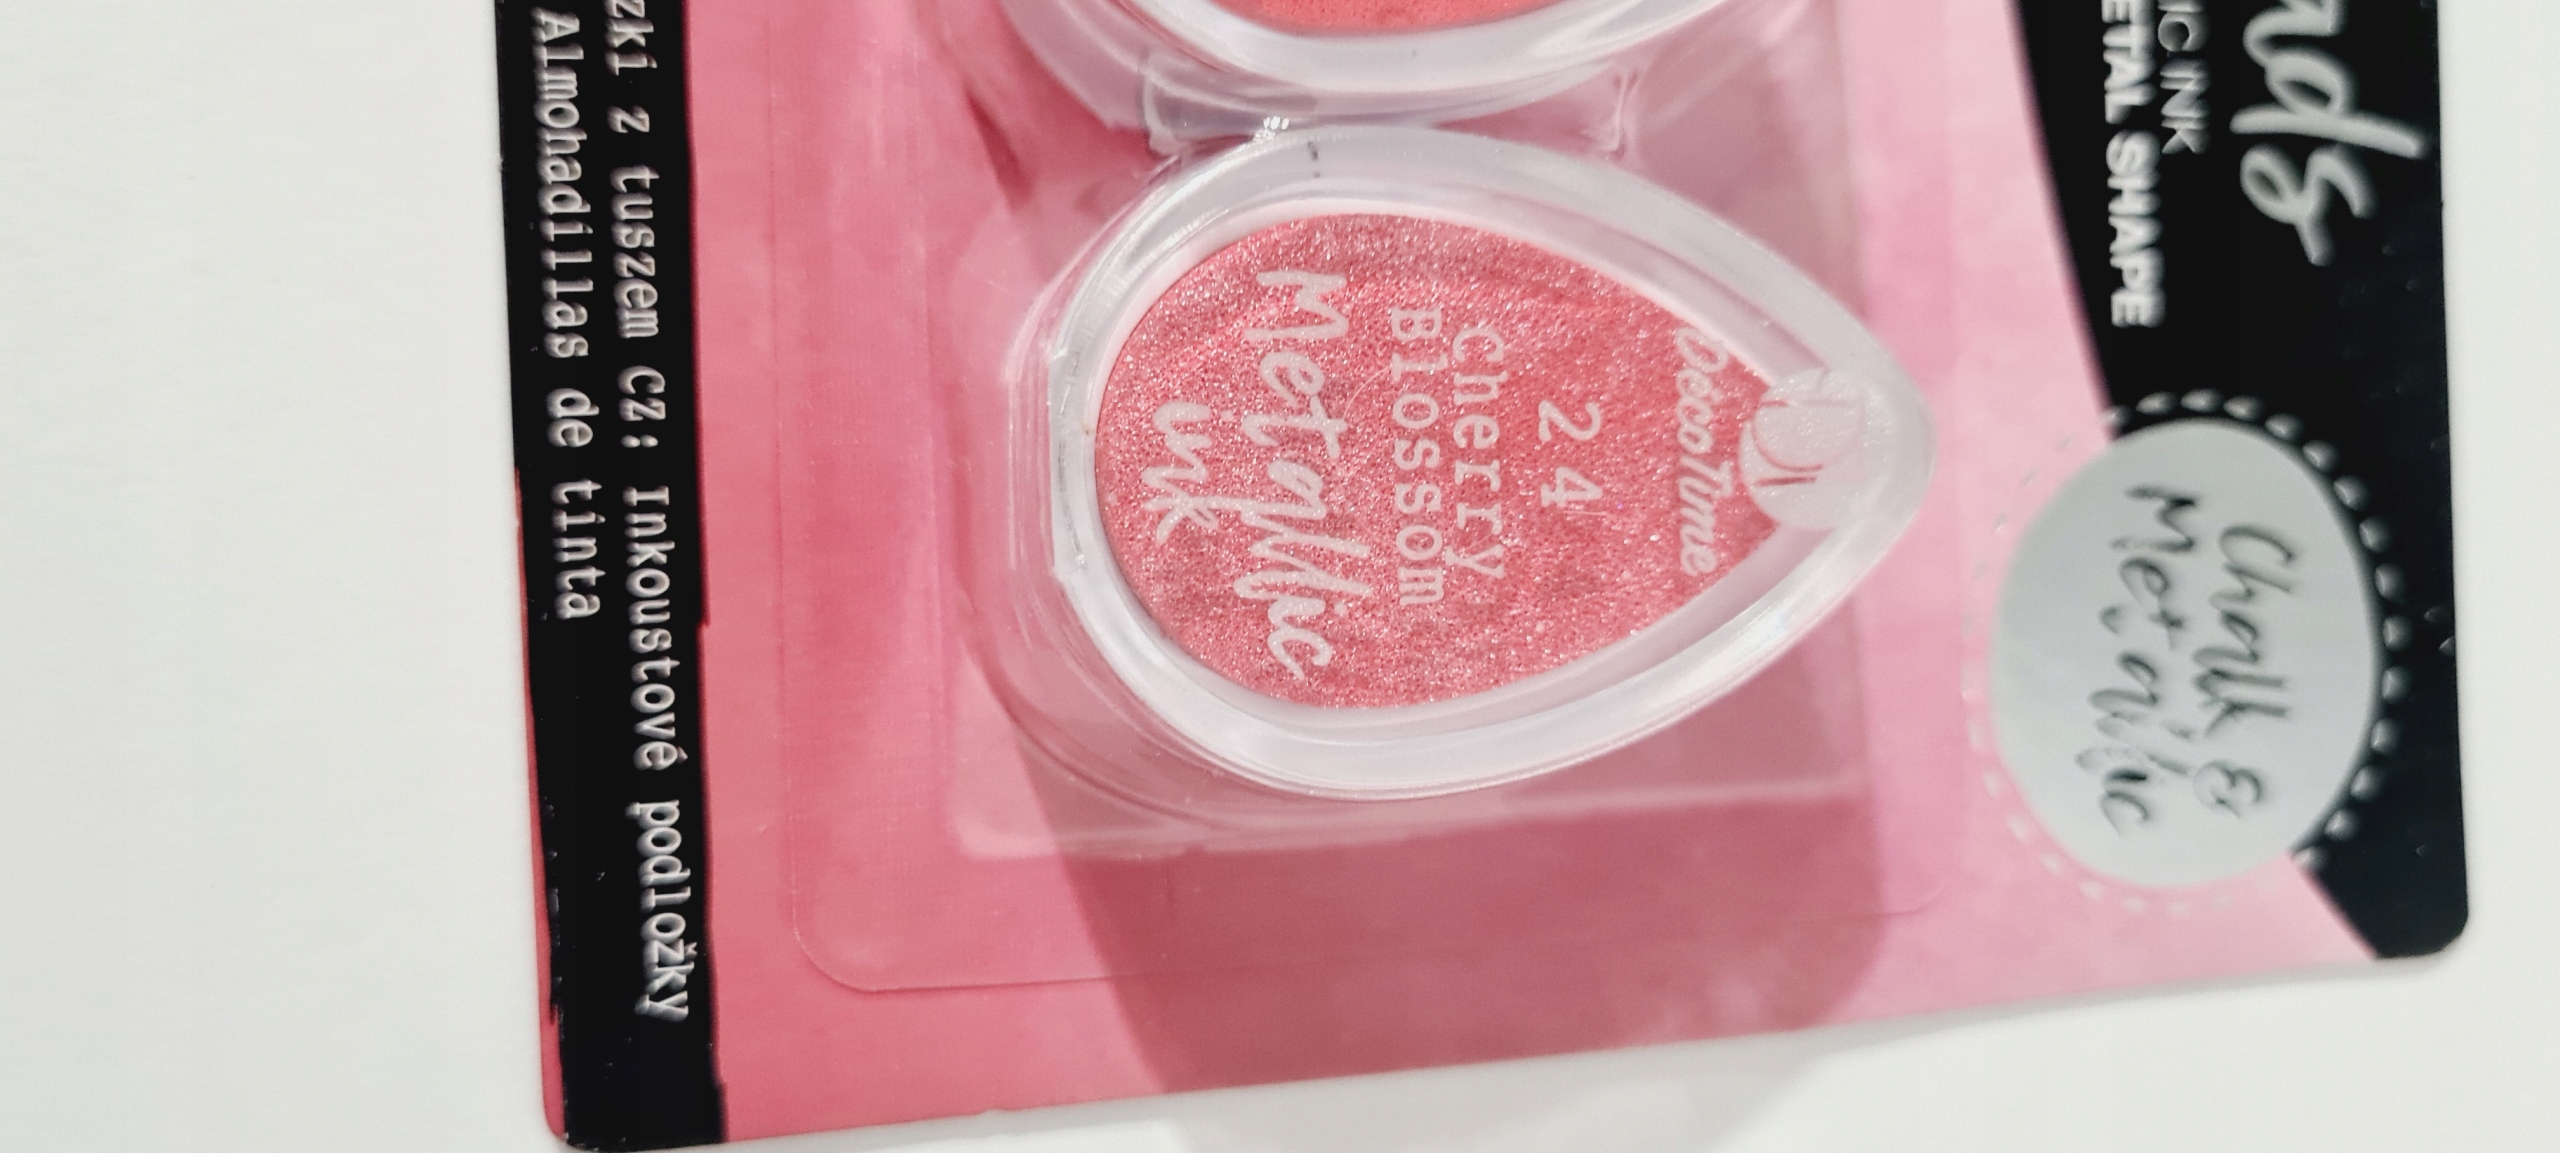 IC INK
ETAL SHAPE
Chalk &
Metallic
DecoTime
24
Cherry
Blossom
Metallic
ink
zki z tuszem CZ: Inkoustové podložky
Almohadillas de tinta